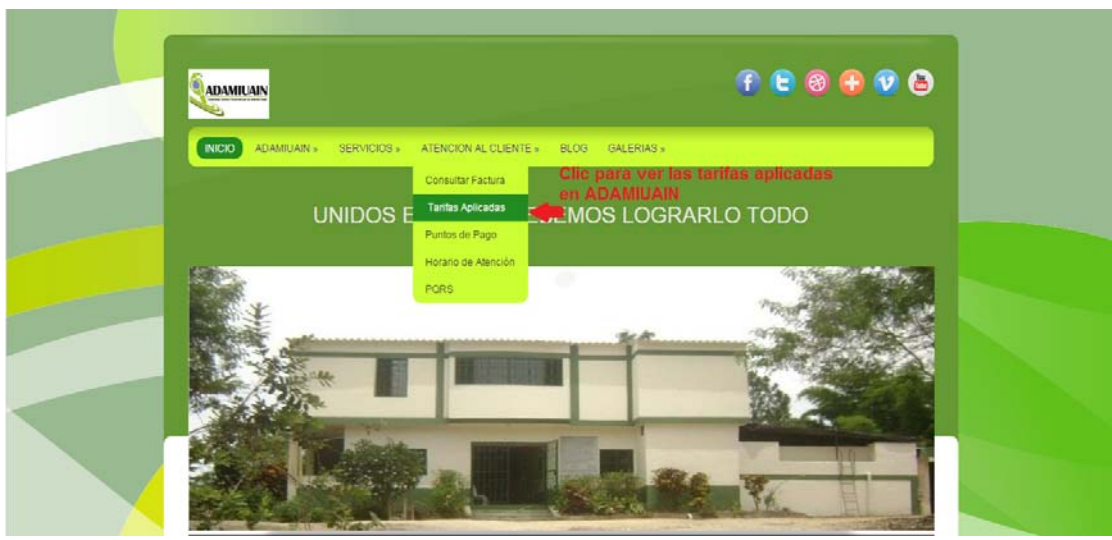 ADAMIUAIN
INICIO ADAMIUAIN » SERVICIOS » ATENCION AL CLIENTE » BLOG GALERIAS »
Consultar Factura
Tarifas Aplicadas
Puntos de Pago
Horario de Atención
PQRS
Clic para ver las tarifas aplicadas
en ADAMIUAIN
UNIDOS E EMOS LOGRARLO TODO